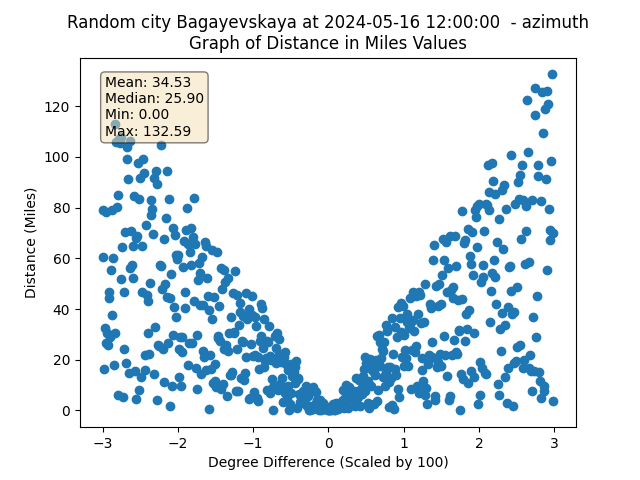 Random city Bagayevskaya at 2024-05-16 12:00:00  - azimuth
Graph of Distance in Miles Values
Mean: 34.53
Median: 25.90
Min: 0.00
Max: 132.59
Distance (Miles)
120
100
80
60
40
20
0
−3
−2
−1
0
1
2
3
Degree Difference (Scaled by 100)